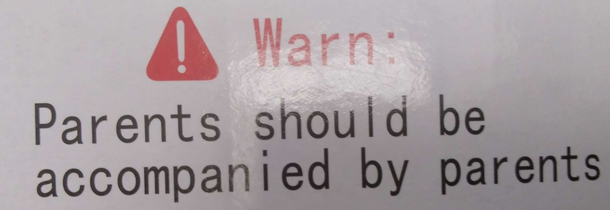 Warn:
Parents should be
accompanied by parents